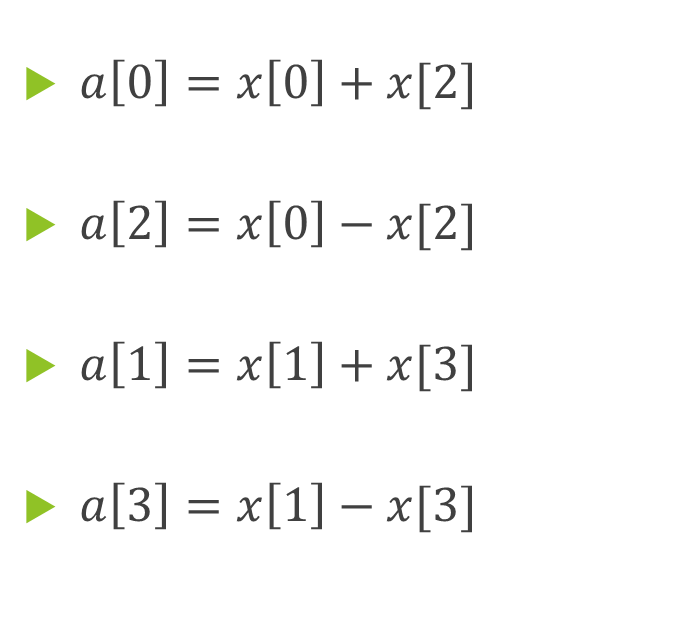 a[0] = x[0] + x[2]
a[2] = x[0] − x[2]
a[1] = x[1] + x[3]
a[3] = x[1] − x[3]